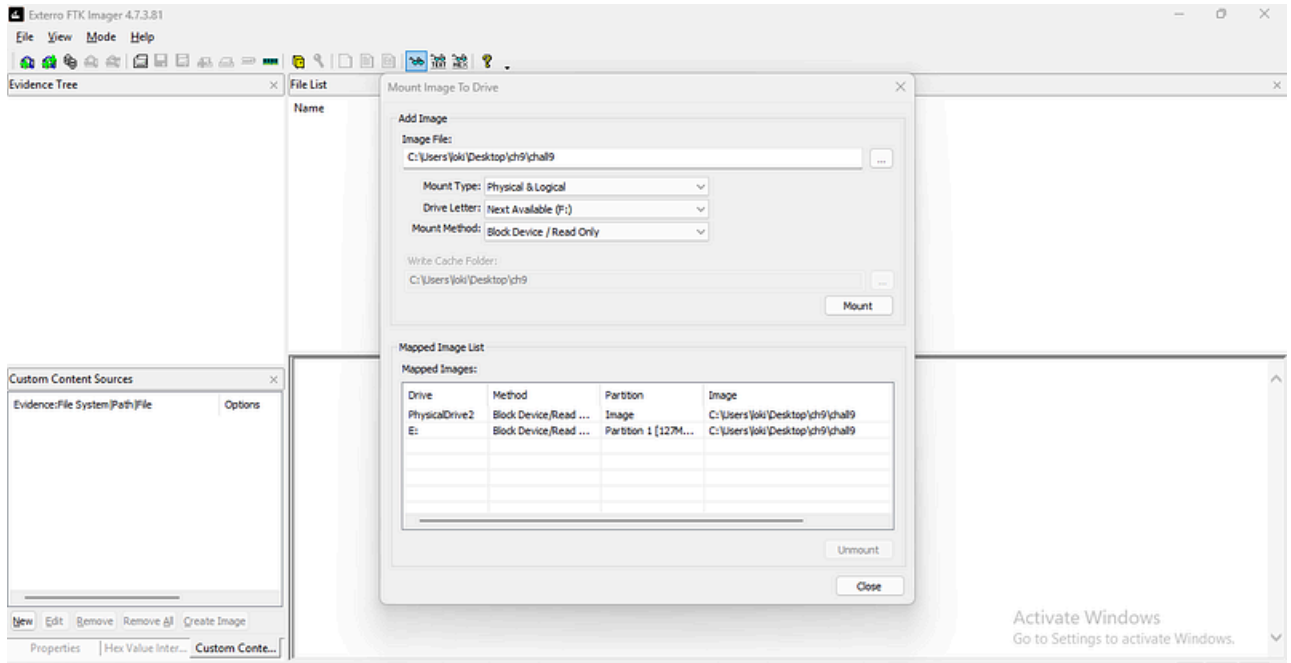 Exterro FTK Imager 4.7.3.81
File View Mode Help
Evidence Tree
File List
Name
Mount Image To Drive
Add Image
Image File:
C:\Users\loki\Desktop\ch9\chall9
...
Mount Type: Physical & Logical
Drive Letter: Next Available (F:)
Mount Method: Block Device / Read Only
Write Cache Folder:
C:\Users\loki\Desktop\ch9
...
Mount
Mapped Image List
Mapped Images:
Drive Method Partition Image
PhysicalDrive2 Block Device/Read ... Image C:\Users\loki\Desktop\ch9\chall9
E: Block Device/Read ... Partition 1 [127M... C:\Users\loki\Desktop\ch9\chall9
Unmount
Close
Custom Content Sources
Evidence:File System|Path|File Options
New Edit Remove Remove All Create Image
Properties Hex Value Inter... Custom Conte...
Activate Windows
Go to Settings to activate Windows.